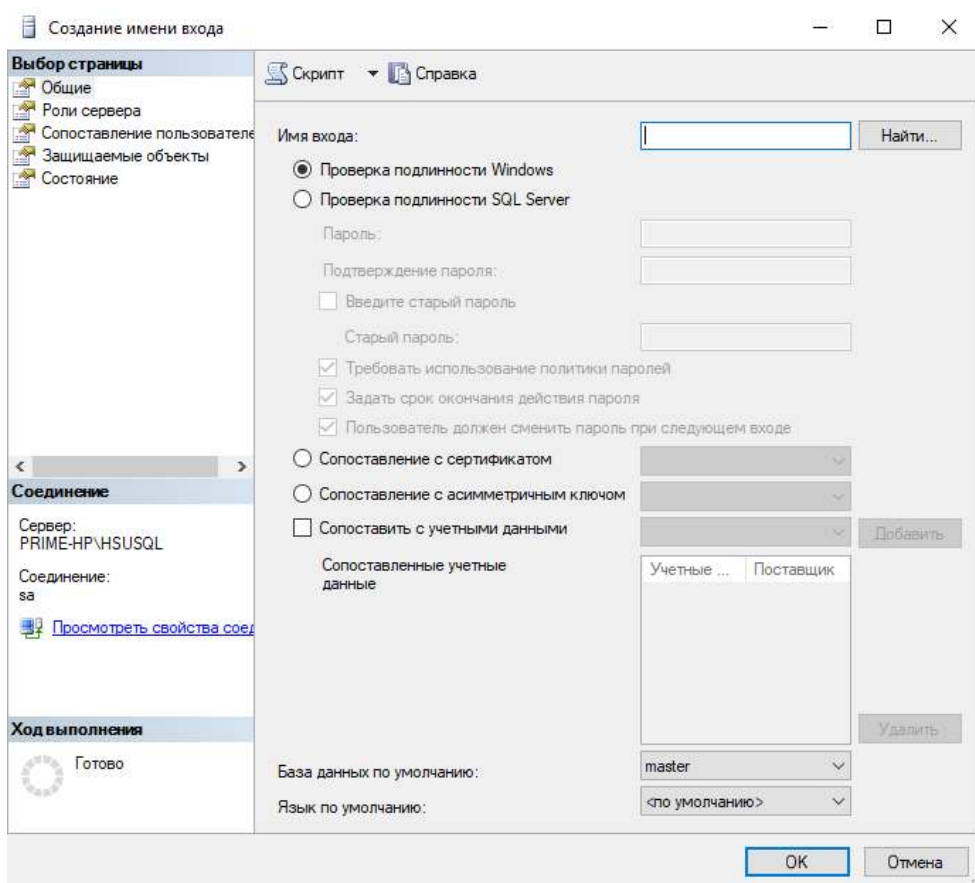 Создание имени входа
Выбор страницы
Общие
Роли сервера
Сопоставление пользователе
Защищаемые объекты
Состояние
Скрипт
Справка
Имя входа:
Найти...
Проверка подлинности Windows
Проверка подлинности SQL Server
Пароль:
Подтверждение пароля:
Введите старый пароль
Старый пароль:
Требовать использование политики паролей
Задать срок окончания действия пароля
Пользователь должен сменить пароль при следующем входе
Сопоставление с сертификатом
Сопоставление с асимметричным ключом
Сопоставить с учетными данными
Добавить
Сопоставленные учетные
данные
Учетные ... Поставщик
Удалить
База данных по умолчанию: master
Язык по умолчанию: <по умолчанию>
Соединение
Сервер:
PRIME-HP\HSUSQL
Соединение:
sa
Просмотреть свойства соед
Ход выполнения
Готово
OK
Отмена